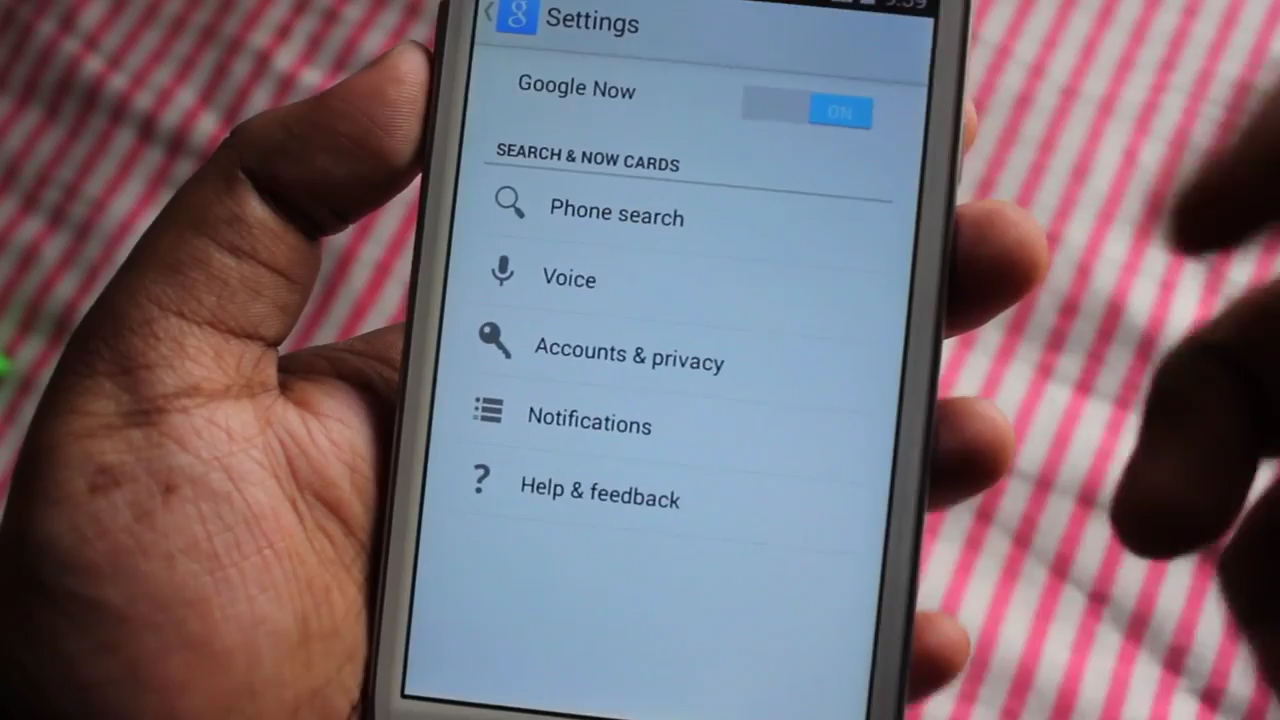 Settings
Google Now
ON
SEARCH & NOW CARDS
Phone search
Voice
Accounts & privacy
Notifications
Help & feedback